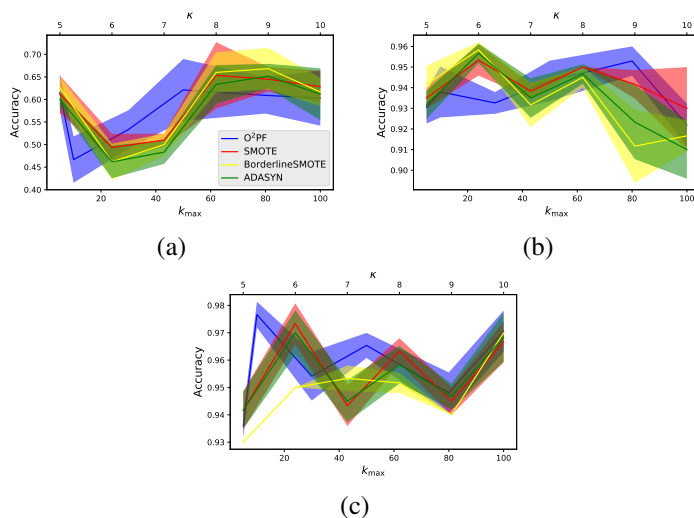 κ
5 6 7 8 9 10
0.70
0.65
0.60
0.55
0.50
0.45
0.40
Accuracy
O²PF
SMOTE
BorderlineSMOTE
ADASYN
20 40 60 80 100
k_max
(a)
κ
5 6 7 8 9 10
0.96
0.95
0.94
0.93
0.92
0.91
0.90
Accuracy
20 40 60 80 100
k_max
(b)
κ
5 6 7 8 9 10
0.98
0.97
0.96
0.95
0.94
0.93
Accuracy
20 40 60 80 100
k_max
(c)